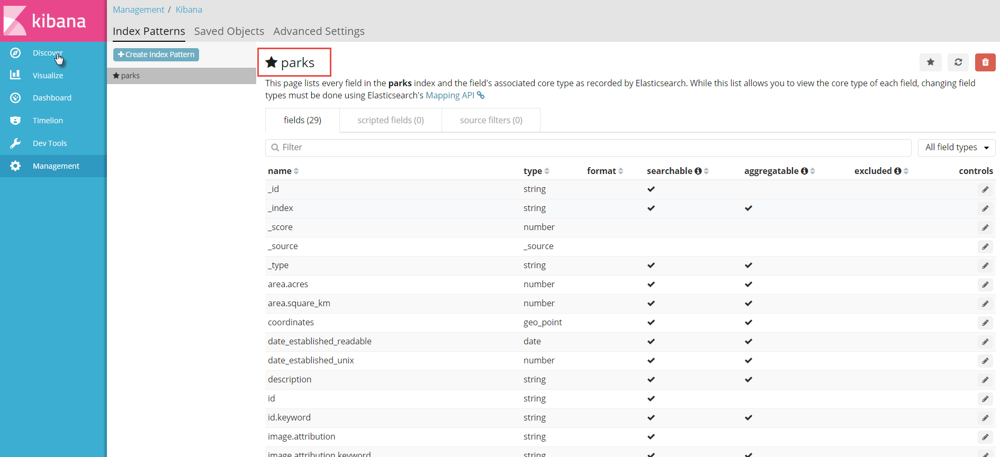 kibana
Discover
Visualize
Dashboard
Timelion
Dev Tools
Management
Management / Kibana
Index Patterns Saved Objects Advanced Settings
Create Index Pattern
parks
parks
This page lists every field in the parks index and the field's associated core type as recorded by Elasticsearch. While this list allows you to view the core type of each field, changing field
types must be done using Elasticsearch's Mapping API
fields (29) scripted fields (0) source filters (0)
Filter All field types
name type format searchable aggregatable excluded controls
_id string
_index string
_score number
_source _source
_type string
area.acres number
area.square_km number
coordinates geo_point
date_established_readable date
date_established_unix number
description string
id string
id.keyword string
image.attribution string
image.attribution.keyword string